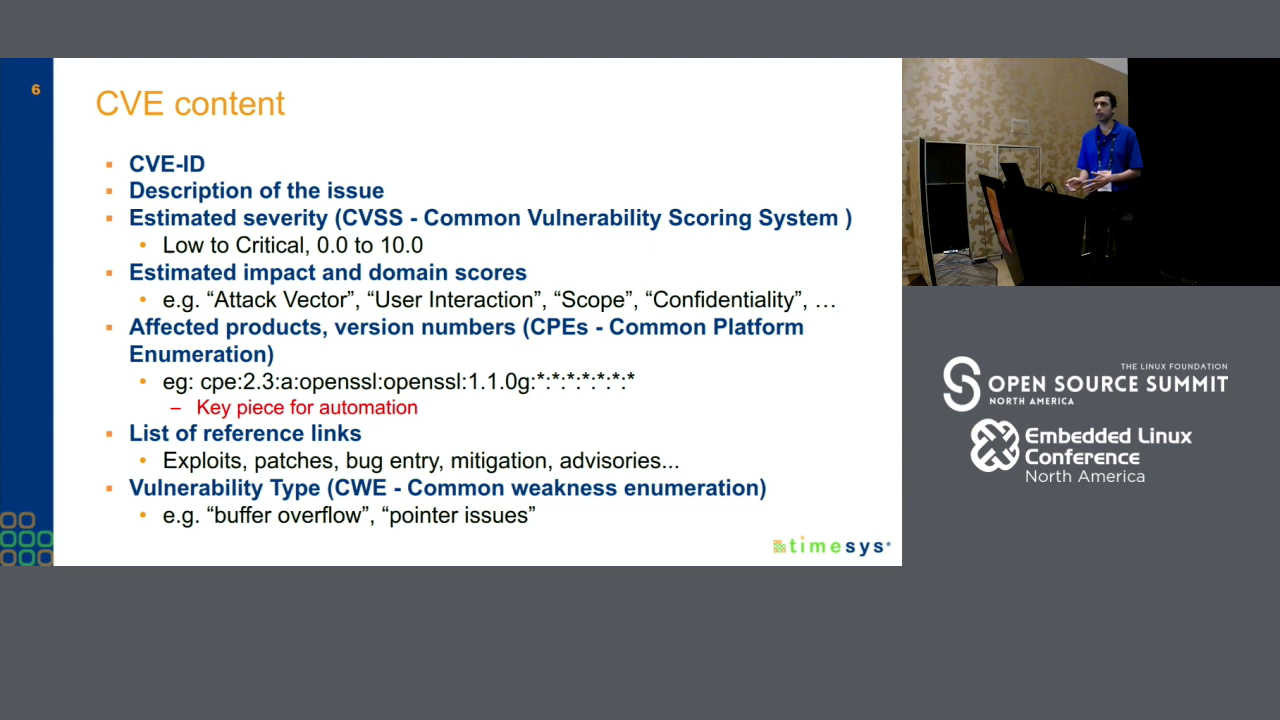 6
CVE content
▪ CVE-ID
▪ Description of the issue
▪ Estimated severity (CVSS - Common Vulnerability Scoring System )
• Low to Critical, 0.0 to 10.0
▪ Estimated impact and domain scores
• e.g. “Attack Vector”, “User Interaction”, “Scope”, “Confidentiality”, …
▪ Affected products, version numbers (CPEs - Common Platform
Enumeration)
• eg: cpe:2.3:a:openssl:openssl:1.1.0g:*:*:*:*:*:*:*
– Key piece for automation
▪ List of reference links
• Exploits, patches, bug entry, mitigation, advisories...
▪ Vulnerability Type (CWE - Common weakness enumeration)
• e.g. “buffer overflow”, “pointer issues”
timesys®
THE LINUX FOUNDATION
OPEN SOURCE SUMMIT
NORTH AMERICA
Embedded Linux
Conference
North America